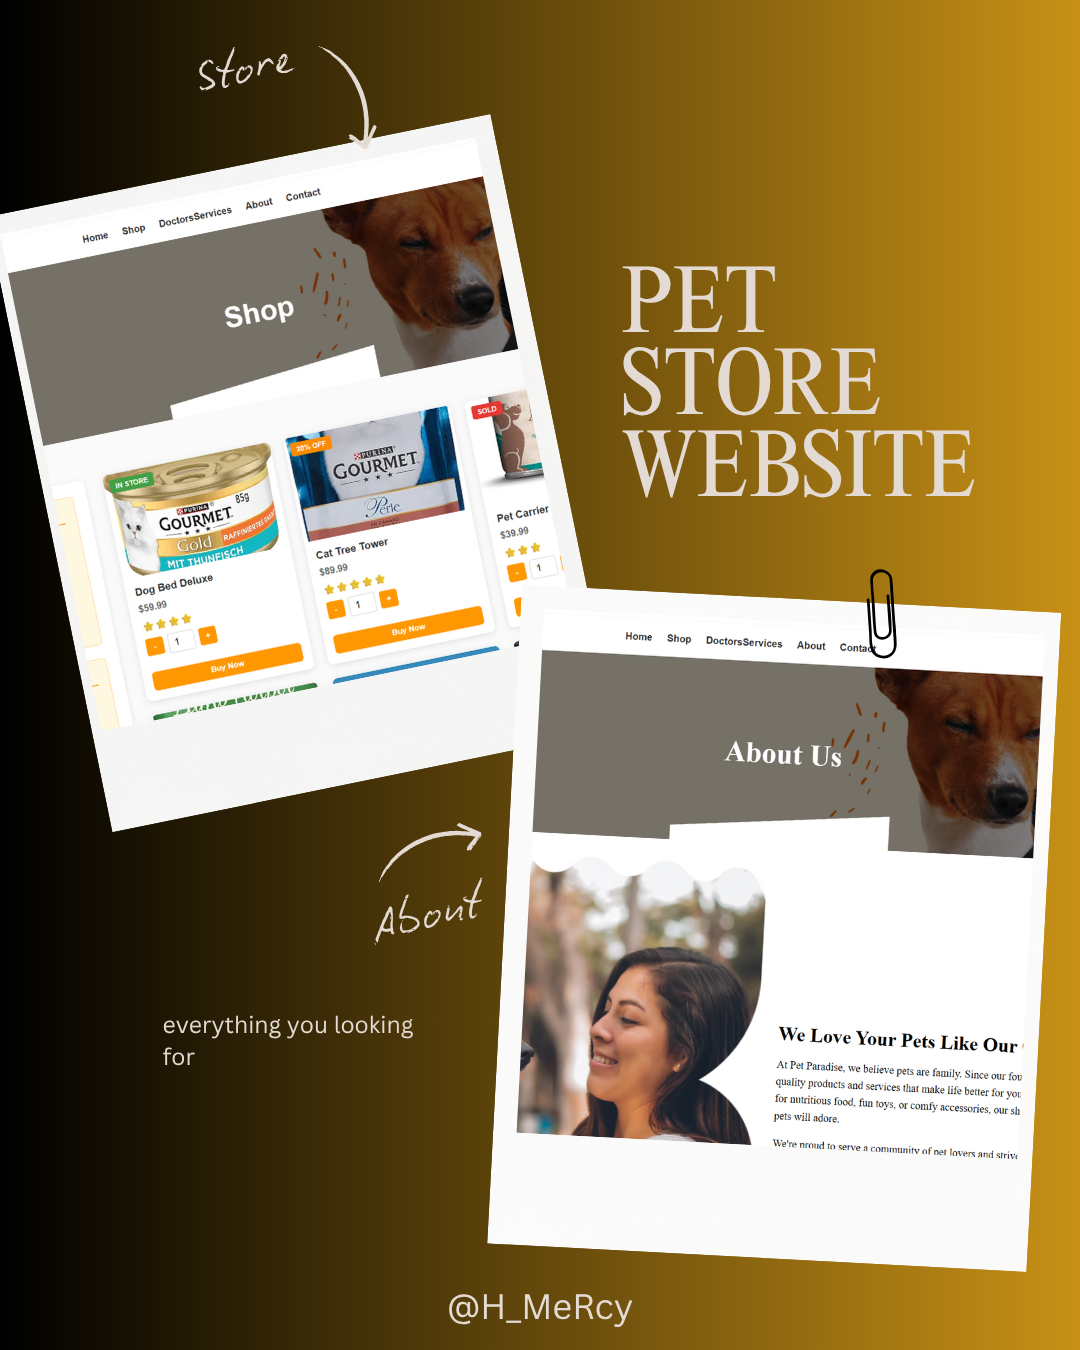 Store
Home Shop DoctorsServices About Contact
Shop
IN STORE
PURINA
GOURMET
Gold
85g
RAFFINIERTES
MIT THUNFISCH
Dog Bed Deluxe
$59.99
- 1 +
Buy Now
20% OFF
PURINA
GOURMET
Perle
Cat Tree Tower
$89.99
- 1 +
Buy Now
SOLD
Pet Carrier
$39.99
- 1
PET
STORE
WEBSITE
Home Shop DoctorsServices About Contact
About Us
We Love Your Pets Like Our
At Pet Paradise, we believe pets are family. Since our fou
quality products and services that make life better for you
for nutritious food, fun toys, or comfy accessories, our sh
pets will adore.
We're proud to serve a community of pet lovers and strive
About
everything you looking
for
@H_MeRcy